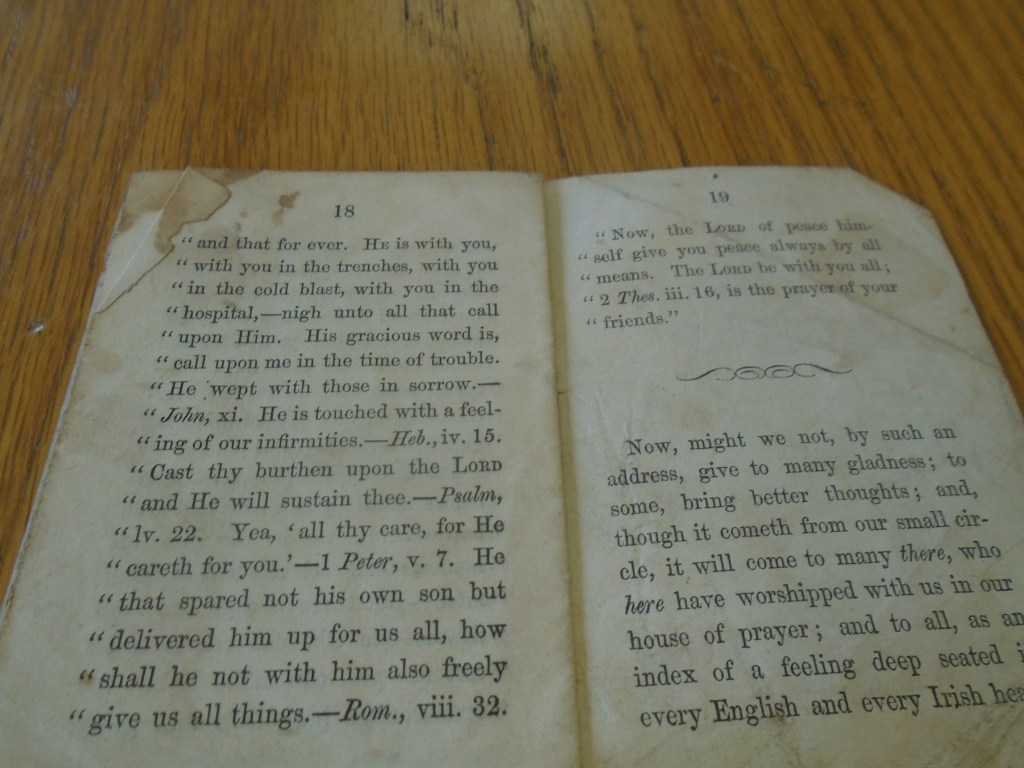 18
" and that for ever. He is with you,
" with you in the trenches, with you
" in the cold blast, with you in the
" hospital,—nigh unto all that call
" upon Him. His gracious word is,
" call upon me in the time of trouble.
" He wept with those in sorrow.—
" John, xi. He is touched with a feel-
" ing of our infirmities.—Heb., iv. 15.
" Cast thy burthen upon the LORD
" and He will sustain thee.—Psalm,
" lv. 22. Yea, 'all thy care, for He
" careth for you.'—1 Peter, v. 7. He
" that spared not his own son but
" delivered him up for us all, how
" shall he not with him also freely
" give us all things.—Rom., viii. 32.
19
" Now, the LORD of peace him-
" self give you peace always by all
" means. The LORD be with you all;
" 2 Thes. iii. 16, is the prayer of your
" friends."
Now, might we not, by such an
address, give to many gladness; to
some, bring better thoughts; and,
though it cometh from our small cir-
cle, it will come to many there, who
here have worshipped with us in our
house of prayer; and to all, as an
index of a feeling deep seated
every English and every Irish